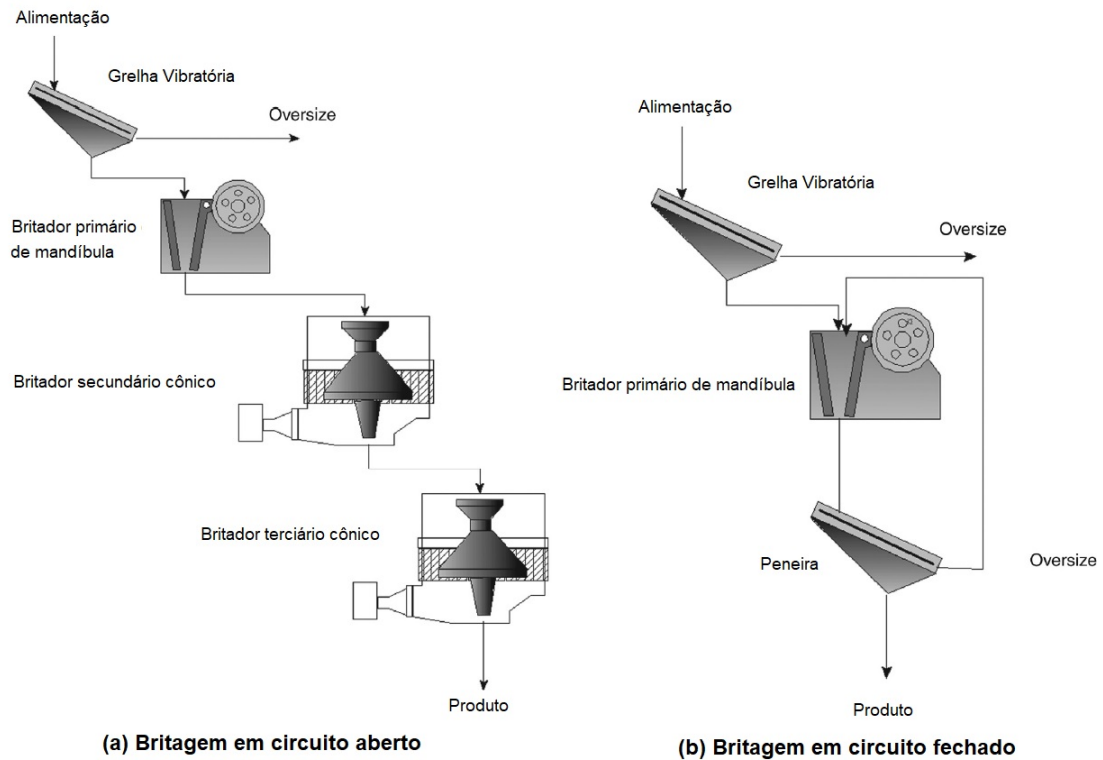 Alimentação
Grelha Vibratória
Oversize
Britador primário
de mandíbula
Britador secundário cônico
Britador terciário cônico
Produto
(a) Britagem em circuito aberto
Alimentação
Grelha Vibratória
Oversize
Britador primário de mandíbula
Peneira
Oversize
Produto
(b) Britagem em circuito fechado